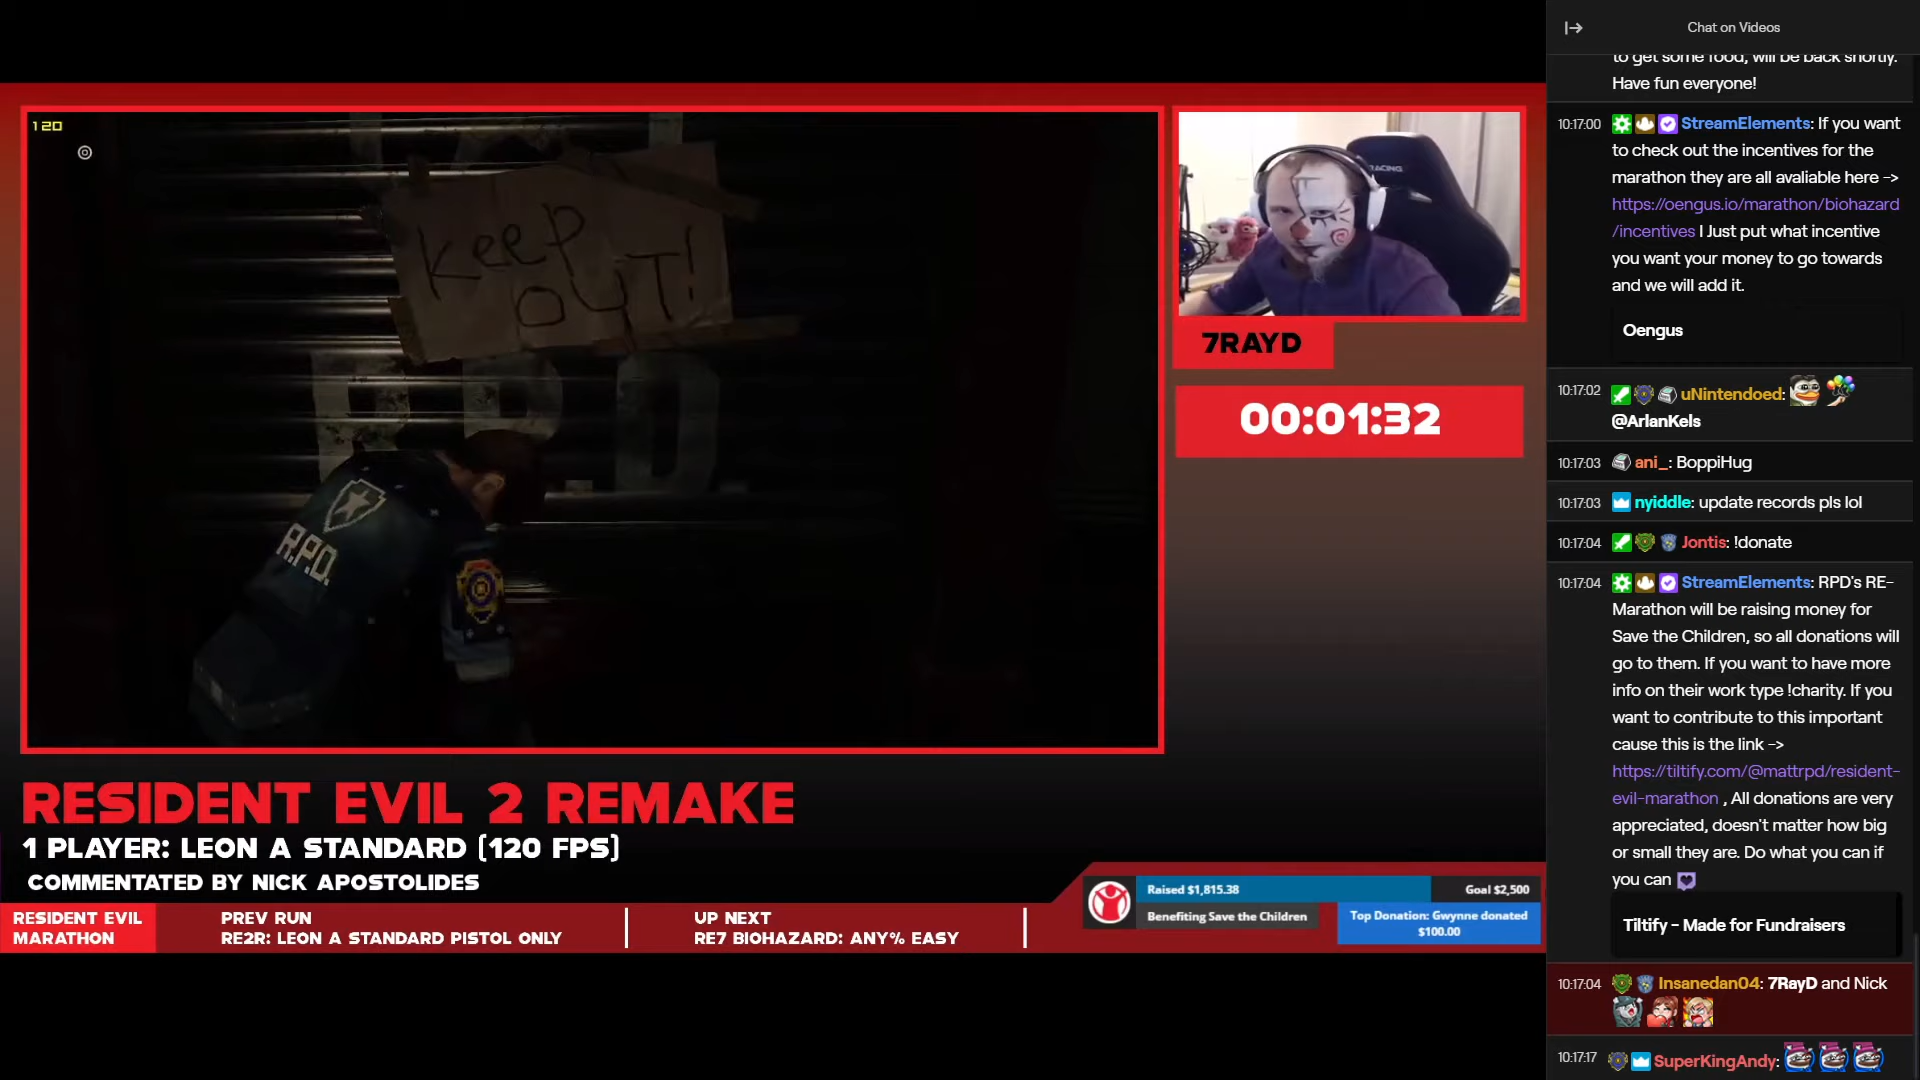 120
Keep
OUT!
R.P.D.
R.P.D.
RACING
7RAYD
00:01:32
RESIDENT EVIL 2 REMAKE
1 PLAYER: LEON A STANDARD (120 FPS)
COMMENTATED BY NICK APOSTOLIDES
RESIDENT EVIL
MARATHON
PREV RUN
RE2R: LEON A STANDARD PISTOL ONLY
UP NEXT
RE7 BIOHAZARD: ANY% EASY
Raised $1,815.38
Goal $2,500
Benefiting Save the Children
Top Donation: Gwynne donated
$100.00
Chat on Videos
to get some food, will be back shortly.
Have fun everyone!
10:17:00 StreamElements: If you want
to check out the incentives for the
marathon they are all avaliable here ->
https://oengus.io/marathon/biohazard
/incentives I Just put what incentive
you want your money to go towards
and we will add it.
Oengus
10:17:02 uNintendoed:
@ArlanKels
10:17:03 ani_: BoppiHug
10:17:03 nyiddle: update records pls lol
10:17:04 Jontis: !donate
10:17:04 StreamElements: RPD's RE-
Marathon will be raising money for
Save the Children, so all donations will
go to them. If you want to have more
info on their work type !charity. If you
want to contribute to this important
cause this is the link ->
https://tiltify.com/@mattrpd/resident-
evil-marathon , All donations are very
appreciated, doesn't matter how big
or small they are. Do what you can if
you can
Tiltify - Made for Fundraisers
10:17:04 Insanedan04: 7RayD and Nick
10:17:17 SuperKingAndy: